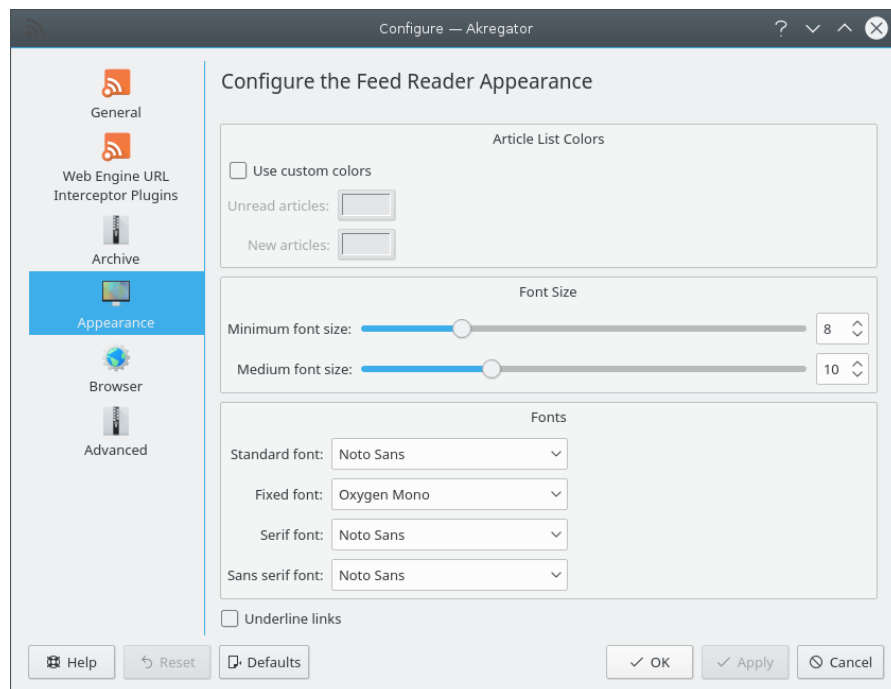 Configure — Akregator
General
Web Engine URL
Interceptor Plugins
Archive
Appearance
Browser
Advanced
Configure the Feed Reader Appearance
Article List Colors
Use custom colors
Unread articles:
New articles:
Font Size
Minimum font size: 8
Medium font size: 10
Fonts
Standard font: Noto Sans
Fixed font: Oxygen Mono
Serif font: Noto Sans
Sans serif font: Noto Sans
Underline links
Help Reset Defaults OK Apply Cancel